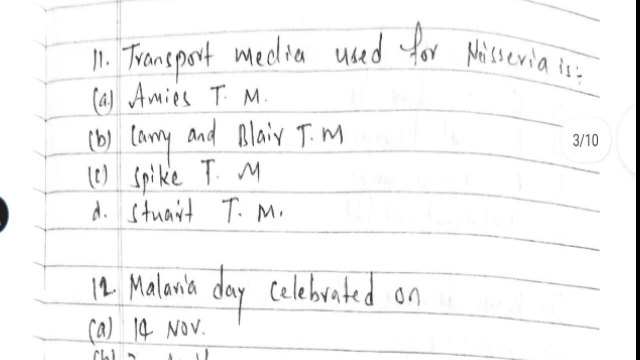 11. Transport media used for Neisseria is:-
(a) Amies T. M.
(b) Carry and Blair T. M
3/10
(c) Spike T. M
d. Stuart T. M.
12. Malaria day celebrated on
(a) 14 Nov.
(b)